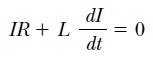 IR + L dI/dt = 0